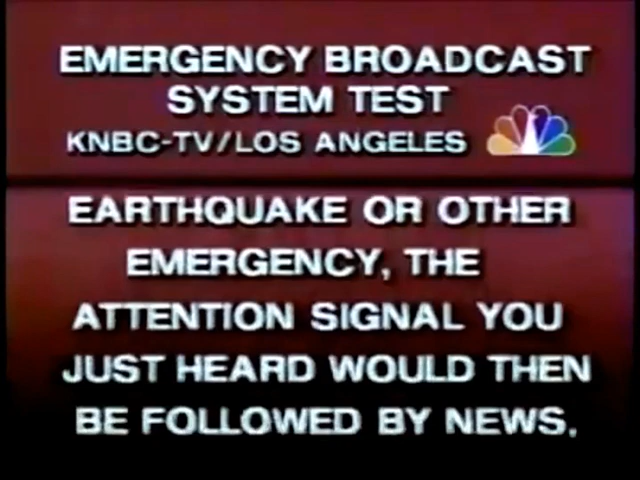 EMERGENCY BROADCAST
SYSTEM TEST
KNBC-TV/LOS ANGELES
EARTHQUAKE OR OTHER
EMERGENCY, THE
ATTENTION SIGNAL YOU
JUST HEARD WOULD THEN
BE FOLLOWED BY NEWS,